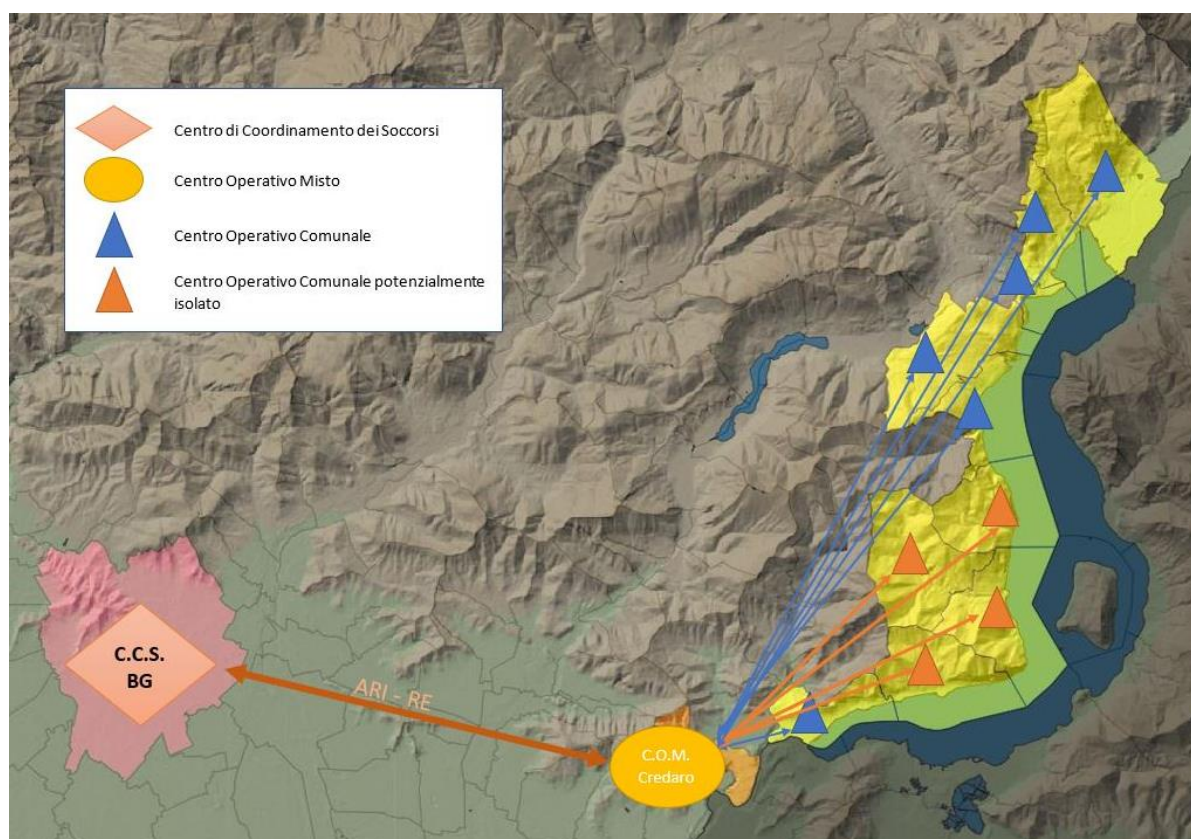 Centro di Coordinamento dei Soccorsi
Centro Operativo Misto
Centro Operativo Comunale
Centro Operativo Comunale potenzialmente
isolato
C.C.S.
BG
ARI - RE
C.O.M.
Credaro